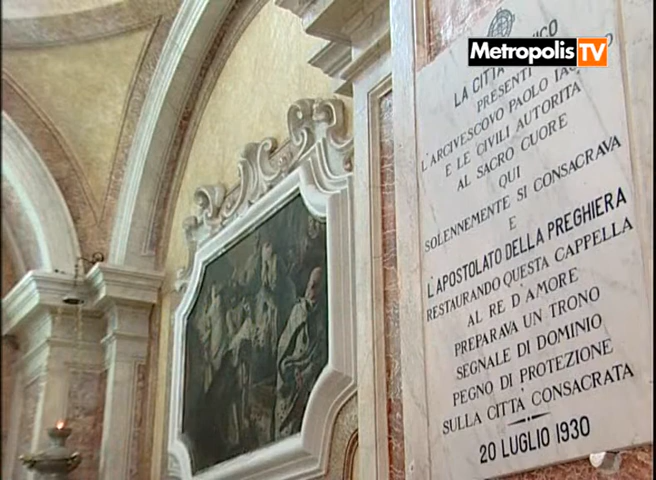 Metropolis TV
LA CITTÀ
PRESENTI
L'ARCIVESCOVO PAOLO
E LE CIVILI AUTORITÀ
AL SACRO CUORE
QUI
SOLENNEMENTE SI CONSACRAVA
E
L'APOSTOLATO DELLA PREGHIERA
RESTAURANDO QUESTA CAPPELLA
AL RE D'AMORE
PREPARAVA UN TRONO
SEGNALE DI DOMINIO
PEGNO DI PROTEZIONE
SULLA CITTÀ CONSACRATA
20 LUGLIO 1930